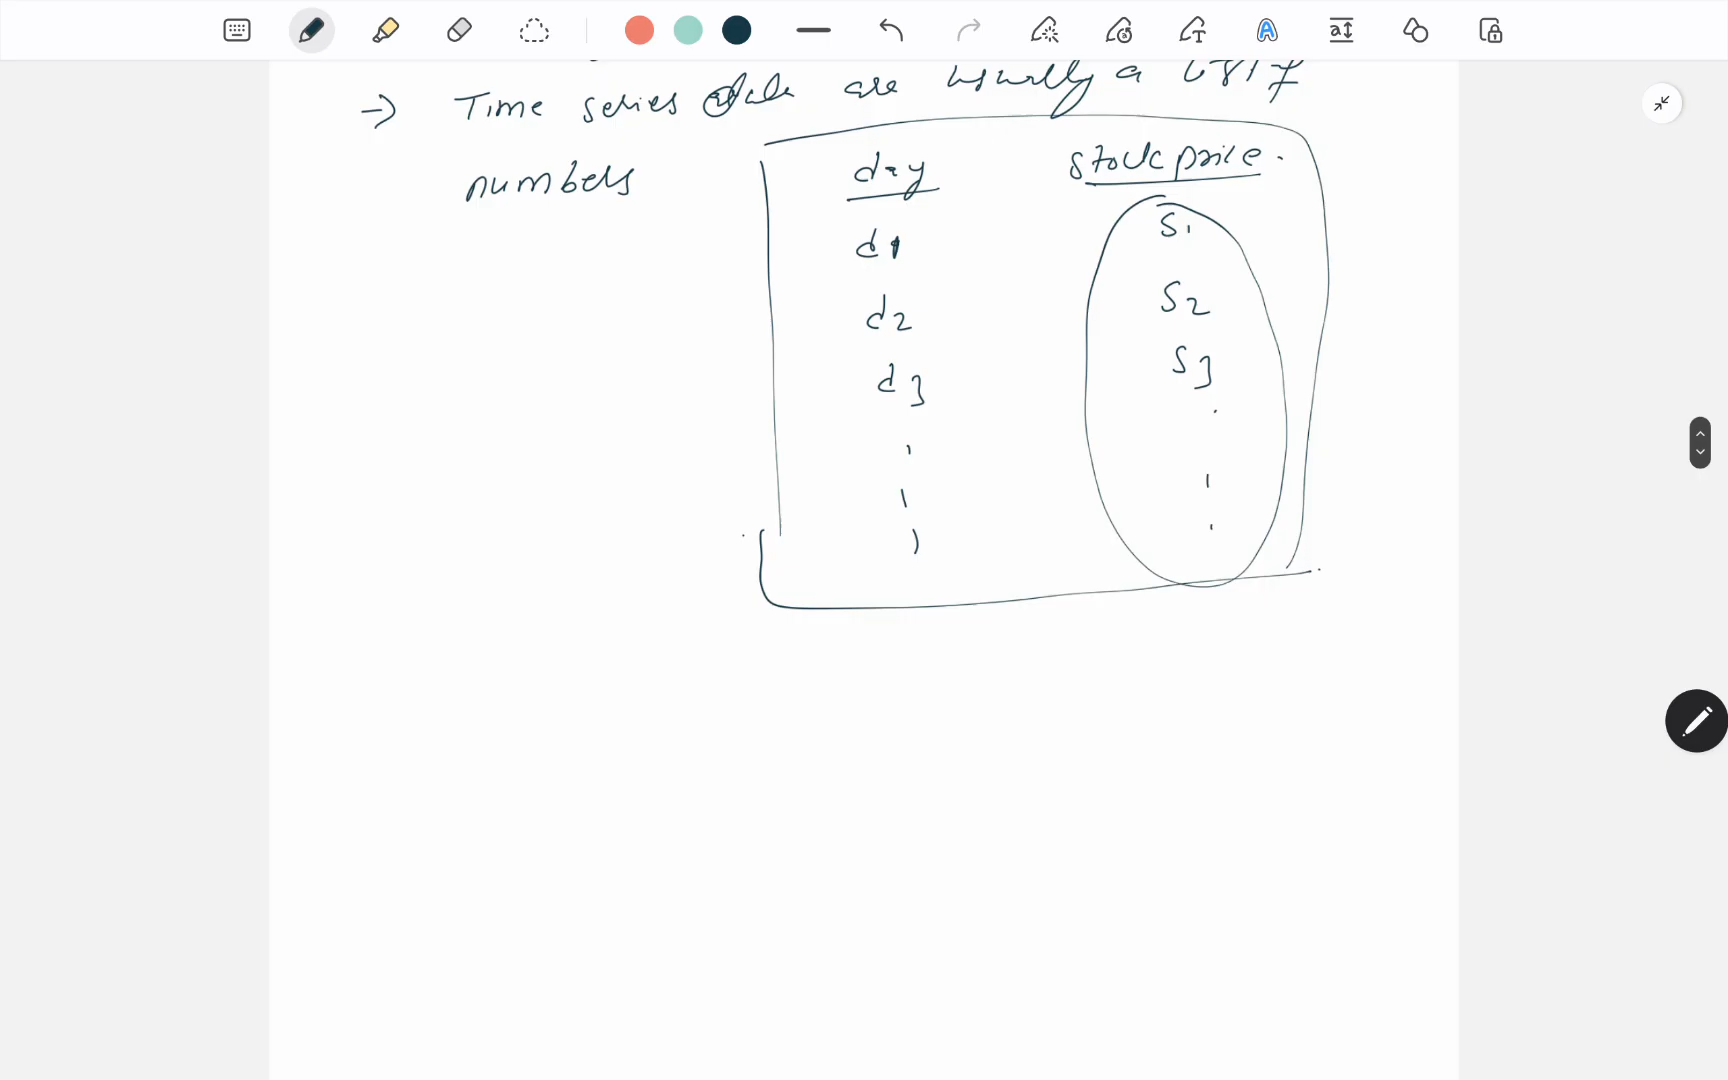 → Time series data are usually a list of
numbers
day stock price.
d1 S1
d2 S2
d3 S3